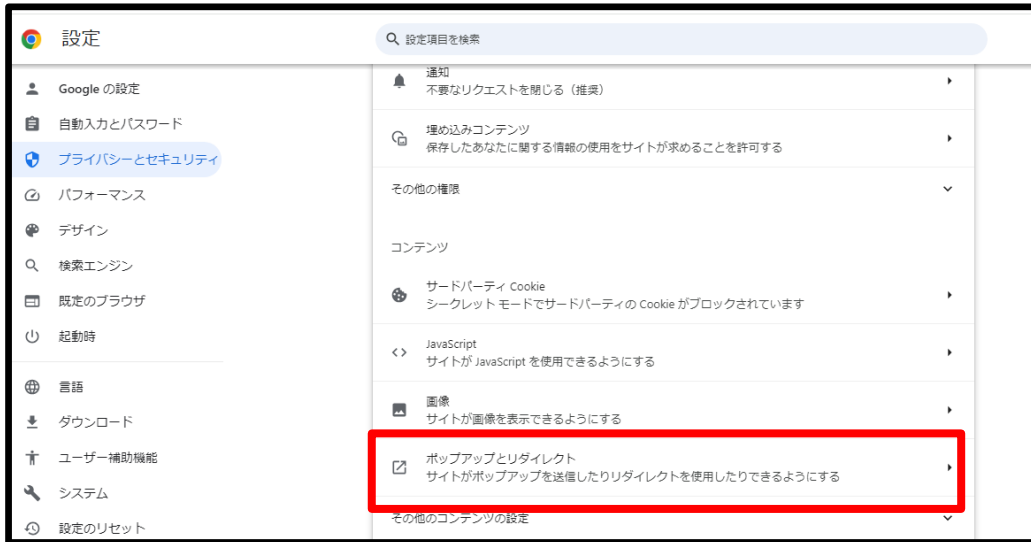 設定
設定項目を検索
Google の設定
自動入力とパスワード
プライバシーとセキュリティ
パフォーマンス
デザイン
検索エンジン
既定のブラウザ
起動時
言語
ダウンロード
ユーザー補助機能
システム
設定のリセット
通知
不要なリクエストを閉じる（推奨）
埋め込みコンテンツ
保存したあなたに関する情報の使用をサイトが求めることを許可する
その他の権限
コンテンツ
サードパーティ Cookie
シークレット モードでサードパーティの Cookie がブロックされています
JavaScript
サイトが JavaScript を使用できるようにする
画像
サイトが画像を表示できるようにする
ポップアップとリダイレクト
サイトがポップアップを送信したりリダイレクトを使用したりできるようにする
その他のコンテンツの設定